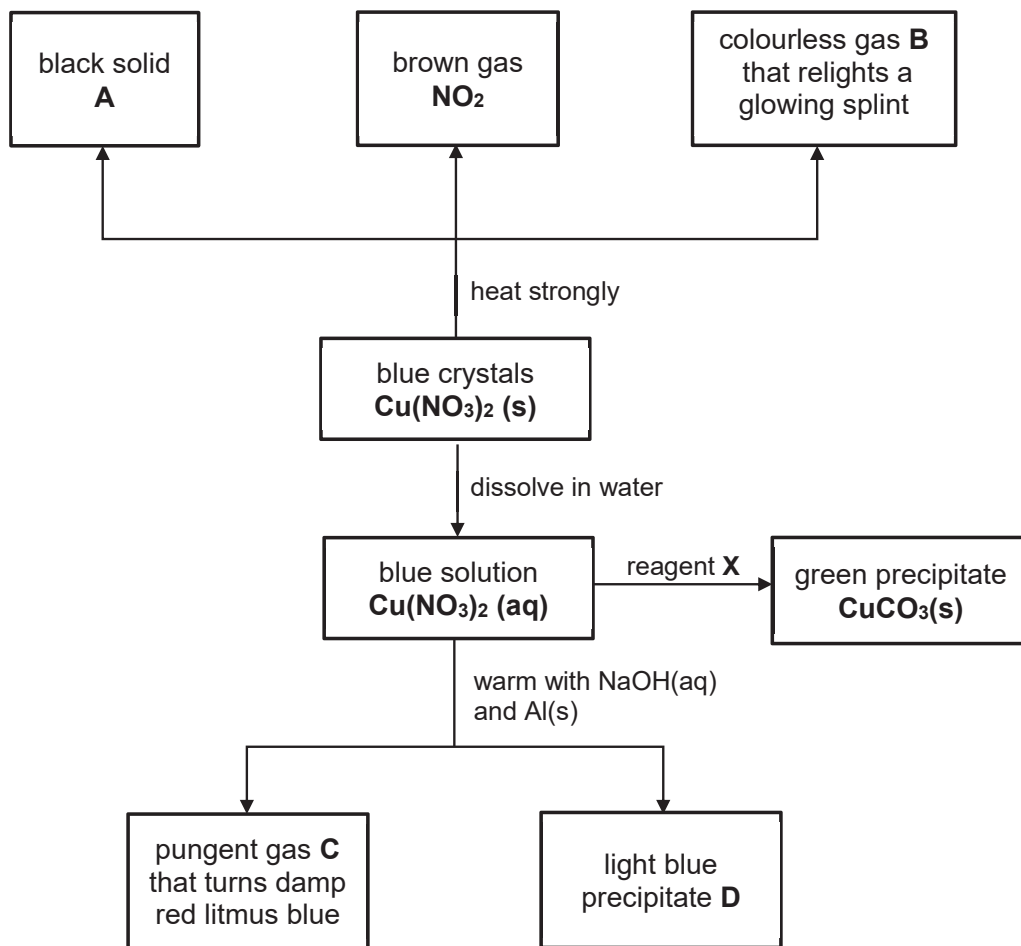 black solid
A
brown gas
NO₂
colourless gas B
that relights a
glowing splint
heat strongly
blue crystals
Cu(NO₃)₂ (s)
dissolve in water
blue solution
Cu(NO₃)₂ (aq)
reagent X
green precipitate
CuCO₃(s)
warm with NaOH(aq)
and Al(s)
pungent gas C
that turns damp
red litmus blue
light blue
precipitate D